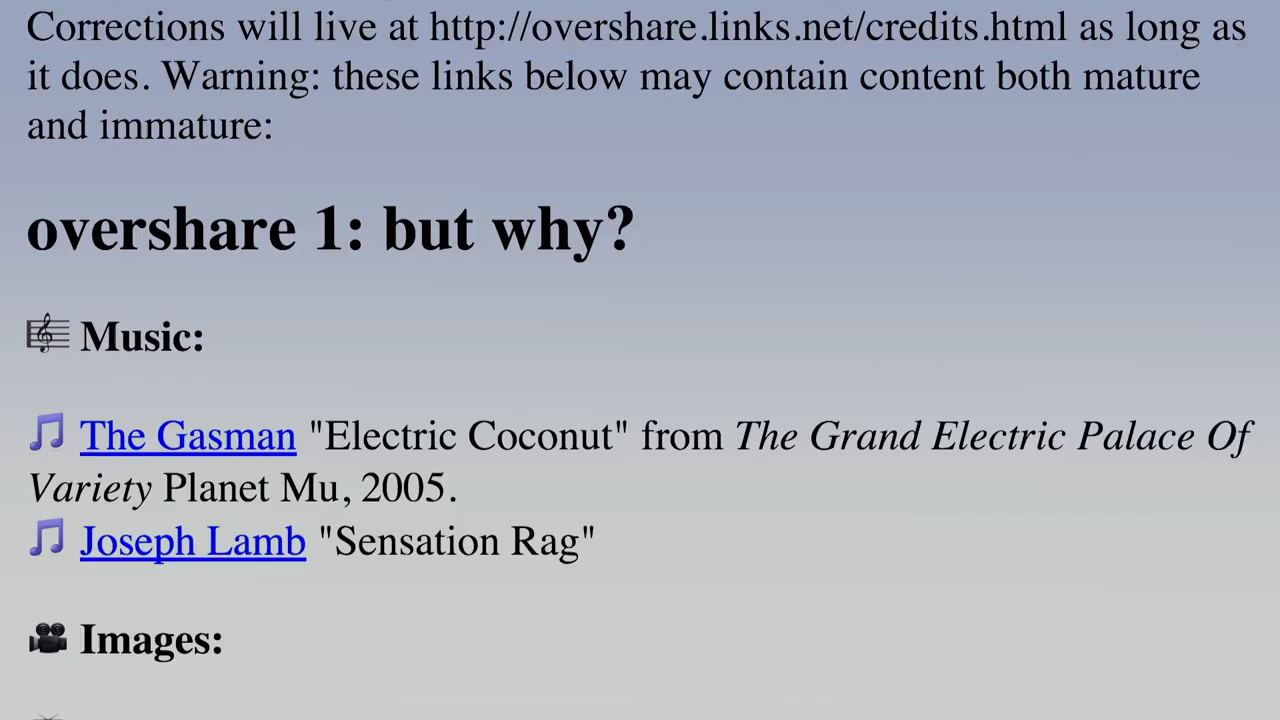 Corrections will live at http://overshare.links.net/credits.html as long as
it does. Warning: these links below may contain content both mature
and immature:
overshare 1: but why?
Music:
The Gasman "Electric Coconut" from The Grand Electric Palace Of
Variety Planet Mu, 2005.
Joseph Lamb "Sensation Rag"
Images: